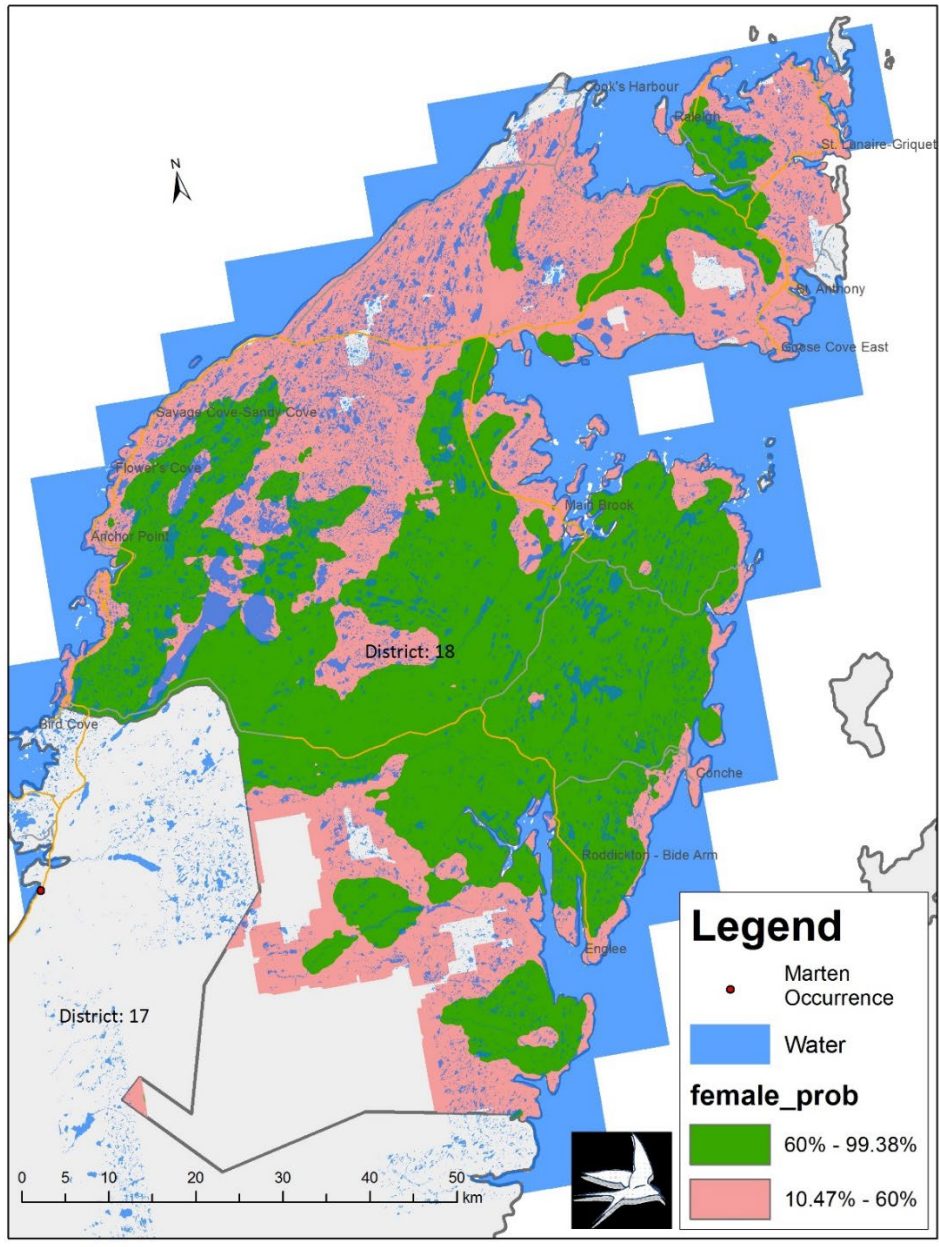 Cook's Harbour
Raleigh
St. Lunaire-Griquet
N
St. Anthony
Goose Cove East
Savage Cove-Sandy Cove
Flower's Cove
Main Brook
Anchor Point
District: 18
Bird Cove
Conche
Roddickton - Bide Arm
Englee
District: 17
Legend
Marten
Occurrence
Water
female_prob
60% - 99.38%
10.47% - 60%
0 5 10 20 30 40 50
km